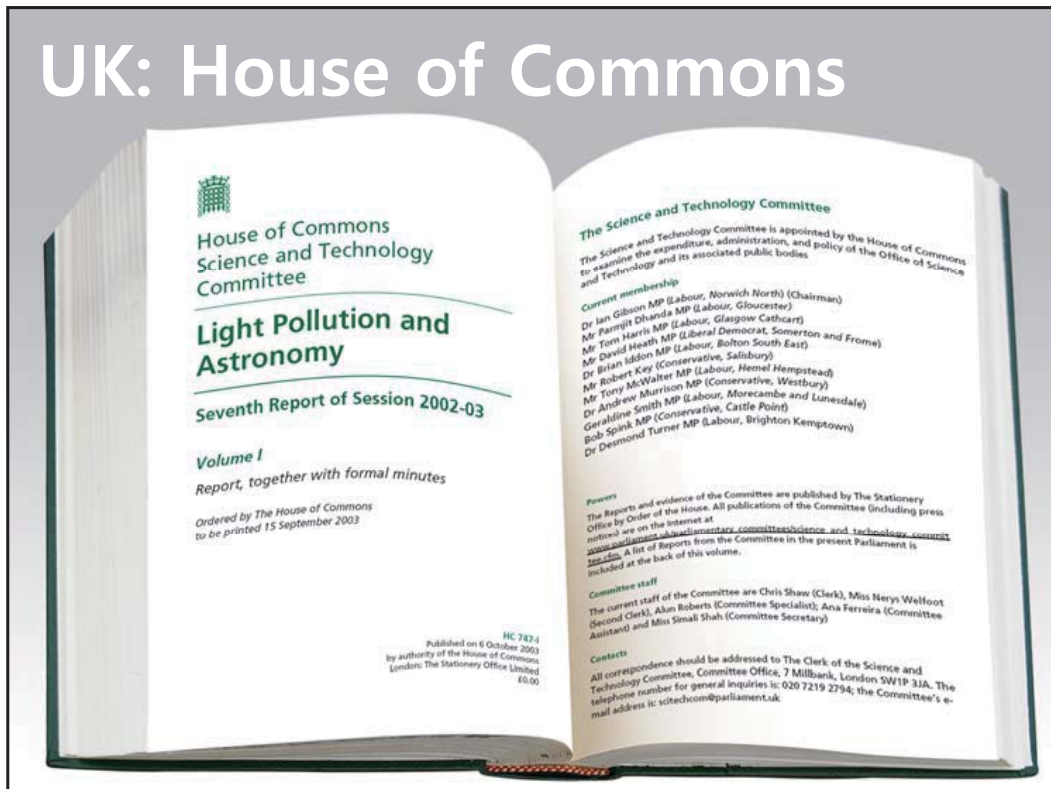 UK: House of Commons
House of Commons
Science and Technology
Committee
Light Pollution and
Astronomy
Seventh Report of Session 2002-03
Volume I
Report, together with formal minutes
Ordered by The House of Commons
to be printed 15 September 2003
HC 747-I
Published on 6 October 2003
by authority of the House of Commons
London: The Stationery Office Limited
£0.00
The Science and Technology Committee
The Science and Technology Committee is appointed by the House of Commons
to examine the expenditure, administration, and policy of the Office of Science
and Technology and its associated public bodies
Current membership
Dr Ian Gibson MP (Labour, Norwich North) (Chairman)
Mr Parmjit Dhanda MP (Labour, Gloucester)
Mr Tom Harris MP (Labour, Glasgow Cathcart)
Mr David Heath MP (Liberal Democrat, Somerton and Frome)
Dr Brian Iddon MP (Labour, Bolton South East)
Mr Robert Key (Conservative, Salisbury)
Mr Tony McWalter MP (Labour, Hemel Hempstead)
Dr Andrew Murrison MP (Conservative, Westbury)
Geraldine Smith MP (Labour, Morecambe and Lunesdale)
Bob Spink MP (Conservative, Castle Point)
Dr Desmond Turner MP (Labour, Brighton Kemptown)
Powers
The Reports and evidence of the Committee are published by The Stationery
Office by Order of the House. All publications of the Committee (including press
notices) are on the Internet at
www.parliament.uk/parliamentary_committees/science_and_technology_commit
tee.cfm. A list of Reports from the Committee in the present Parliament is
included at the back of this volume.
Committee staff
The current staff of the Committee are Chris Shaw (Clerk), Miss Nerys Welfoot
(Second Clerk), Alun Roberts (Committee Specialist); Ana Ferreira (Committee
Assistant) and Miss Simali Shah (Committee Secretary)
Contacts
All correspondence should be addressed to The Clerk of the Science and
Technology Committee, Committee Office, 7 Millbank, London SW1P 3JA. The
telephone number for general inquiries is: 020 7219 2794; the Committee's e-
mail address is: scitechcom@parliament.uk